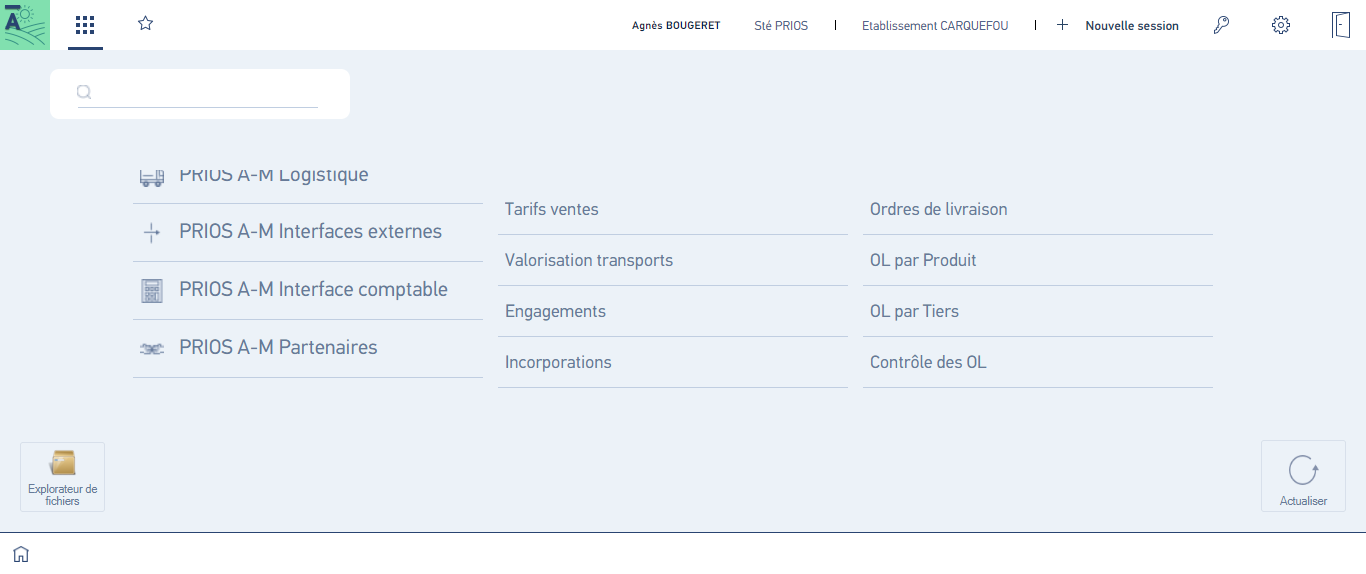 Agnès BOUGERET Sté PRIOS Etablissement CARQUEFOU Nouvelle session
PRIOS A-M Logistique
PRIOS A-M Interfaces externes
PRIOS A-M Interface comptable
PRIOS A-M Partenaires
Tarifs ventes
Valorisation transports
Engagements
Incorporations
Ordres de livraison
OL par Produit
OL par Tiers
Contrôle des OL
Explorateur de
fichiers
Actualiser